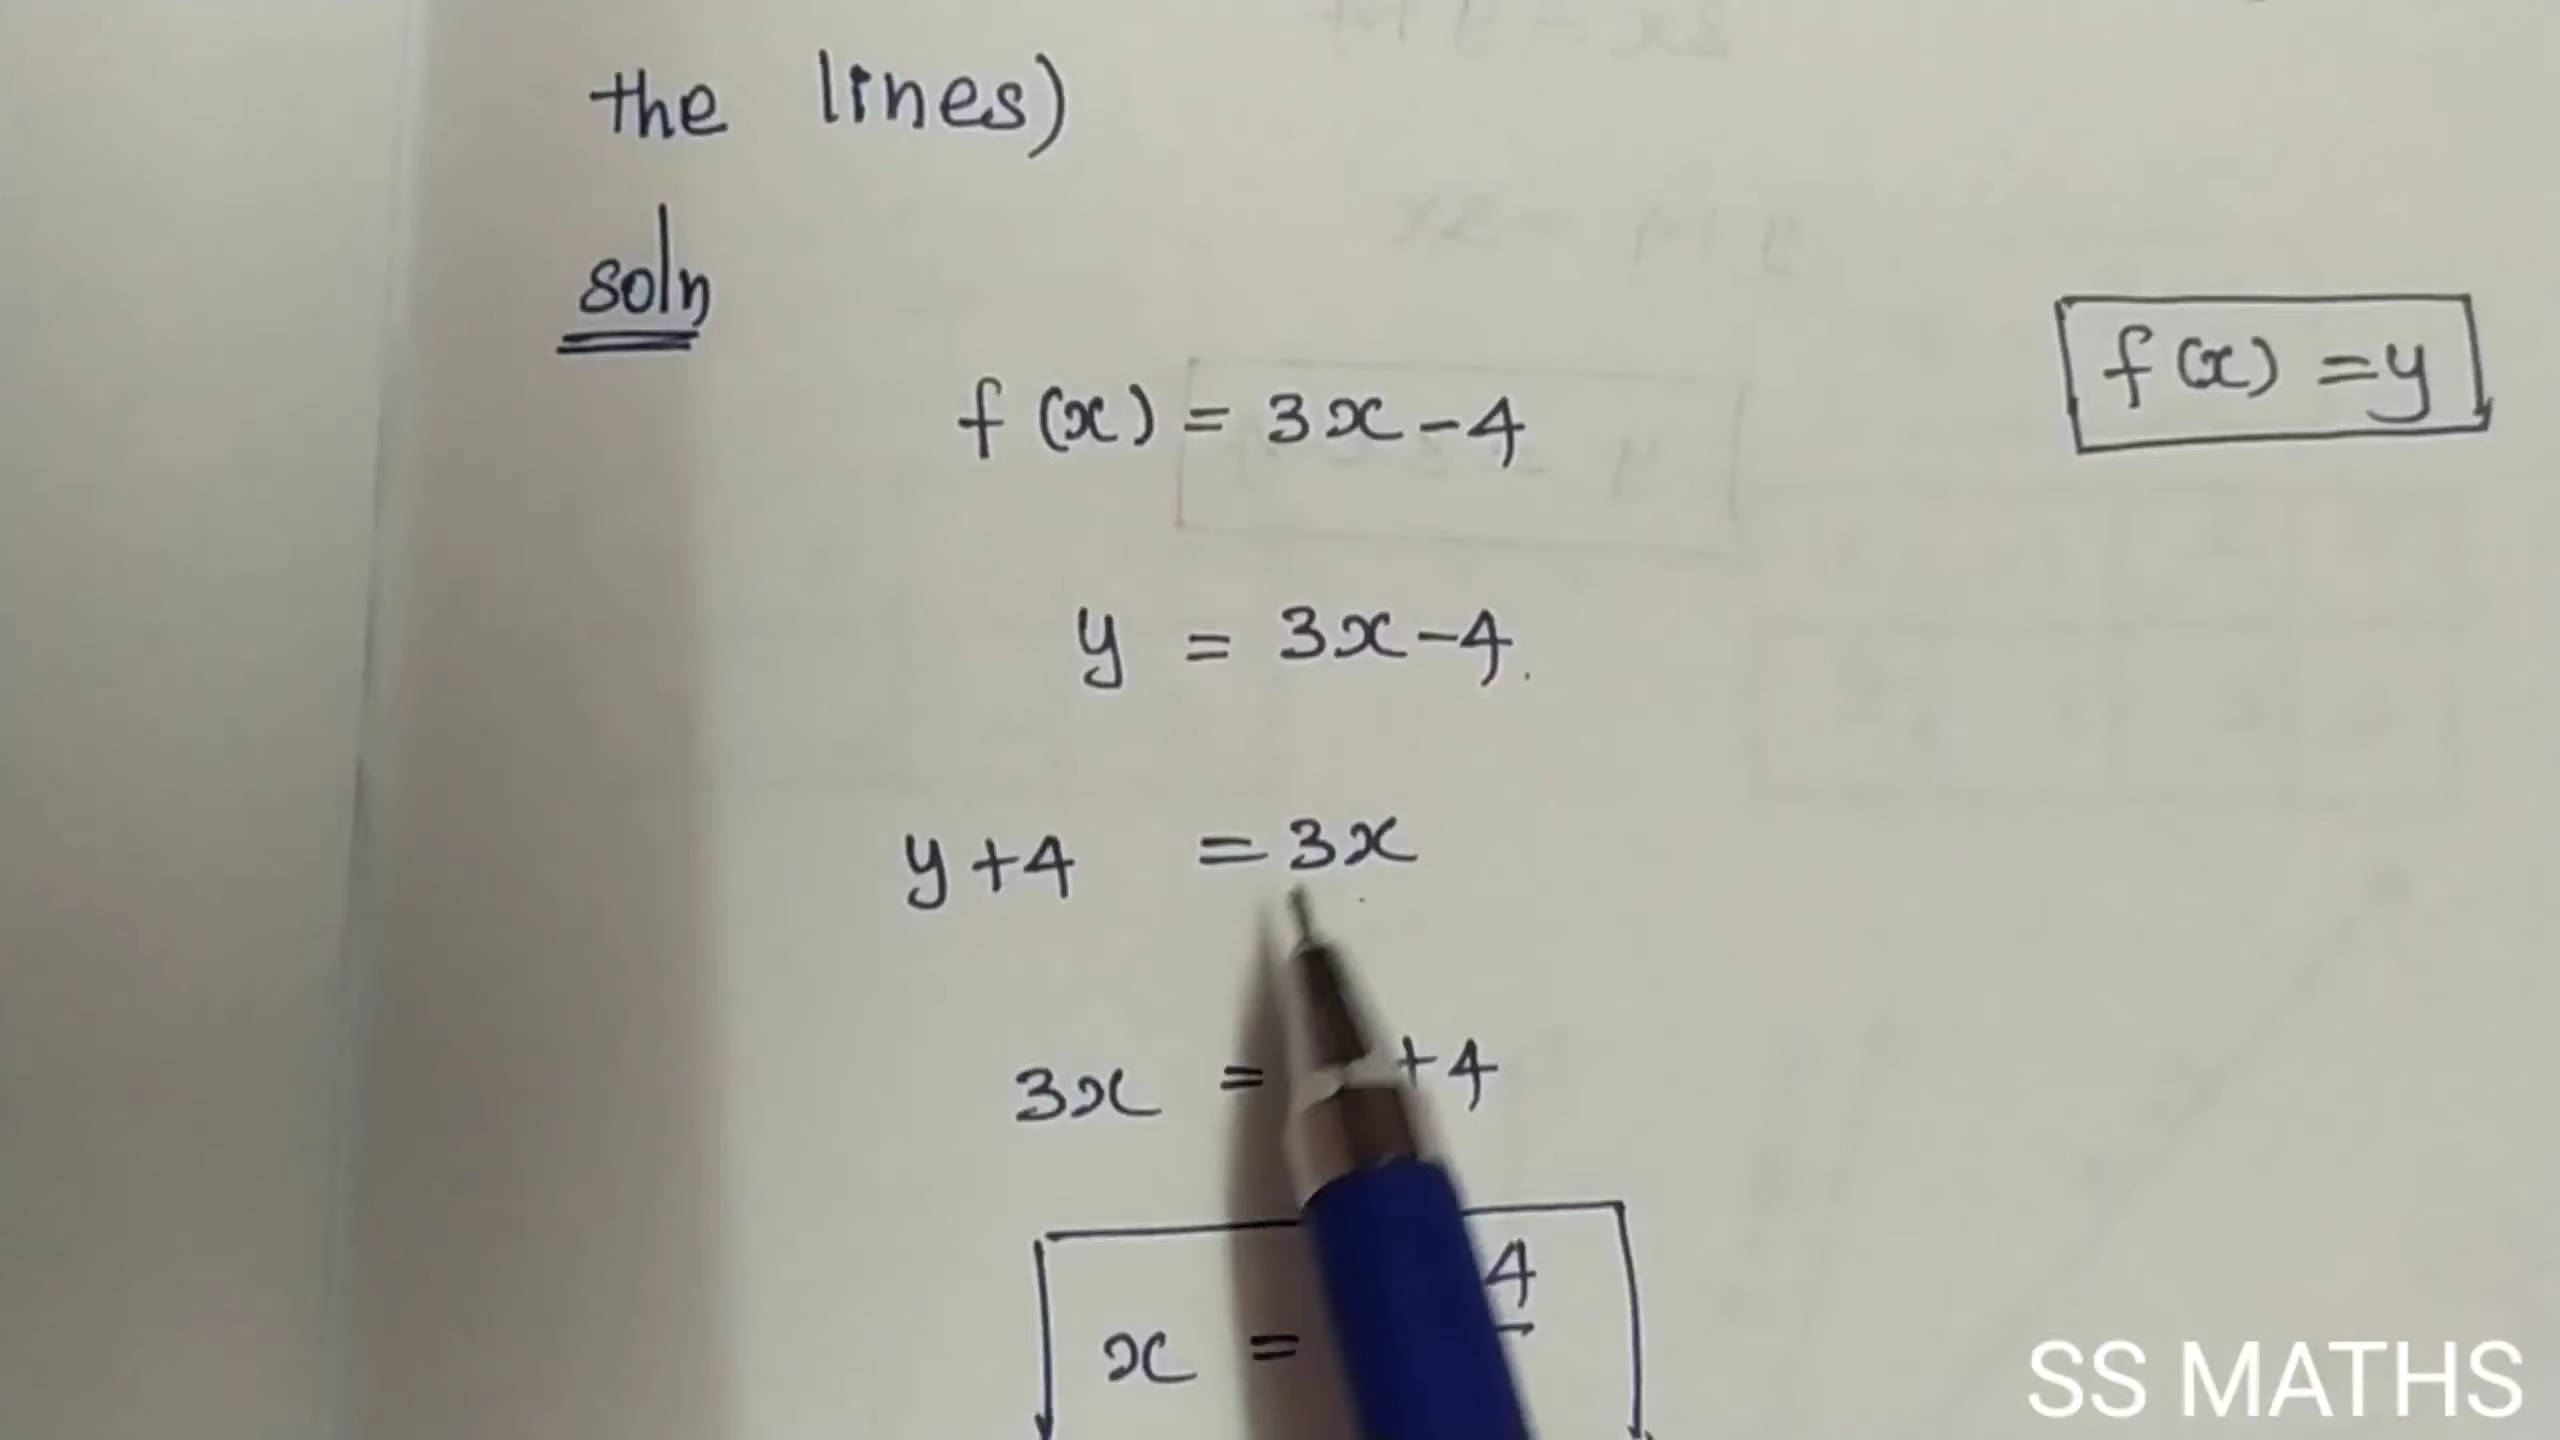 the lines)
soln
f(x) = 3x-4
f(x) = y
y = 3x-4.
y+4 = 3x
3x = +4
x = 4
SS MATHS